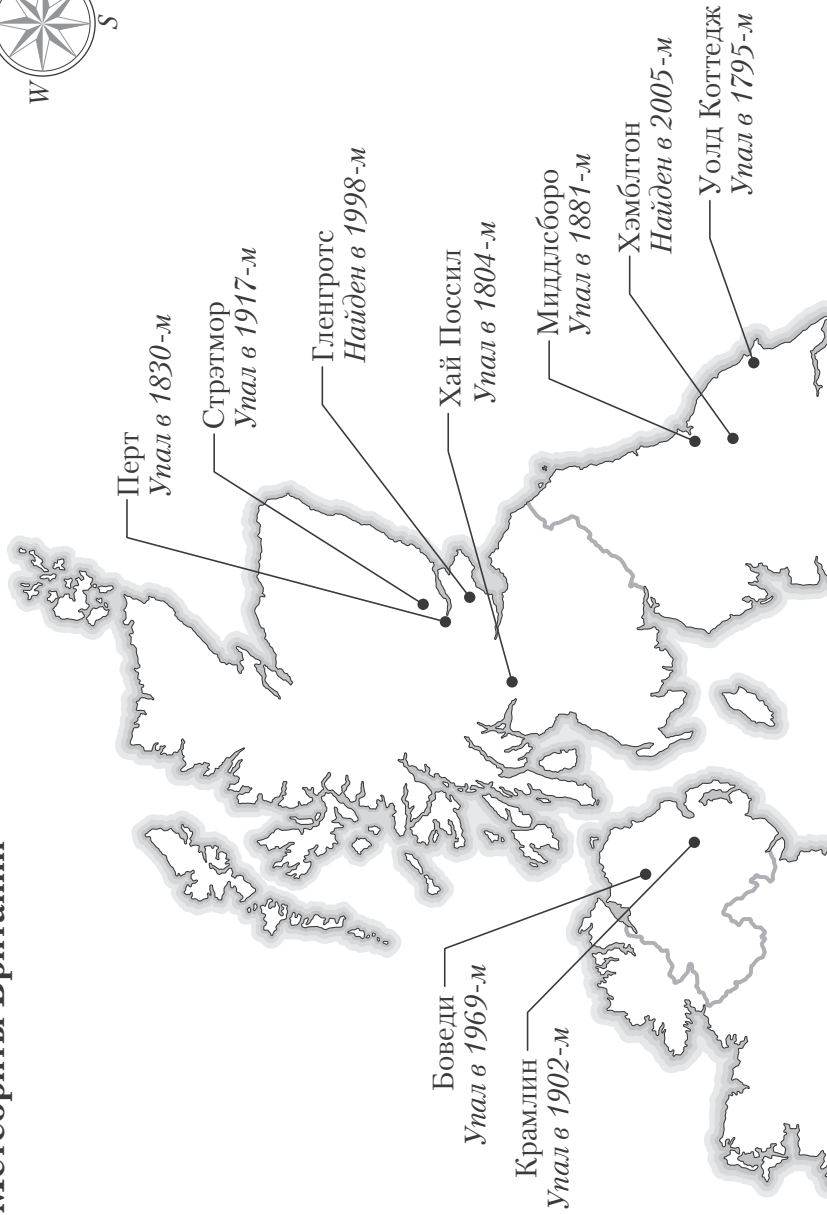 Метеориты Британии
W
S
Перт
Упал в 1830-м
Стрэтмор
Упал в 1917-м
Гленгротс
Найден в 1998-м
Хай Поссил
Упал в 1804-м
Миддлсборо
Упал в 1881-м
Хэмблтон
Найден в 2005-м
Уолд Коттедж
Упал в 1795-м
Боведи
Упал в 1969-м
Крамлин
Упал в 1902-м